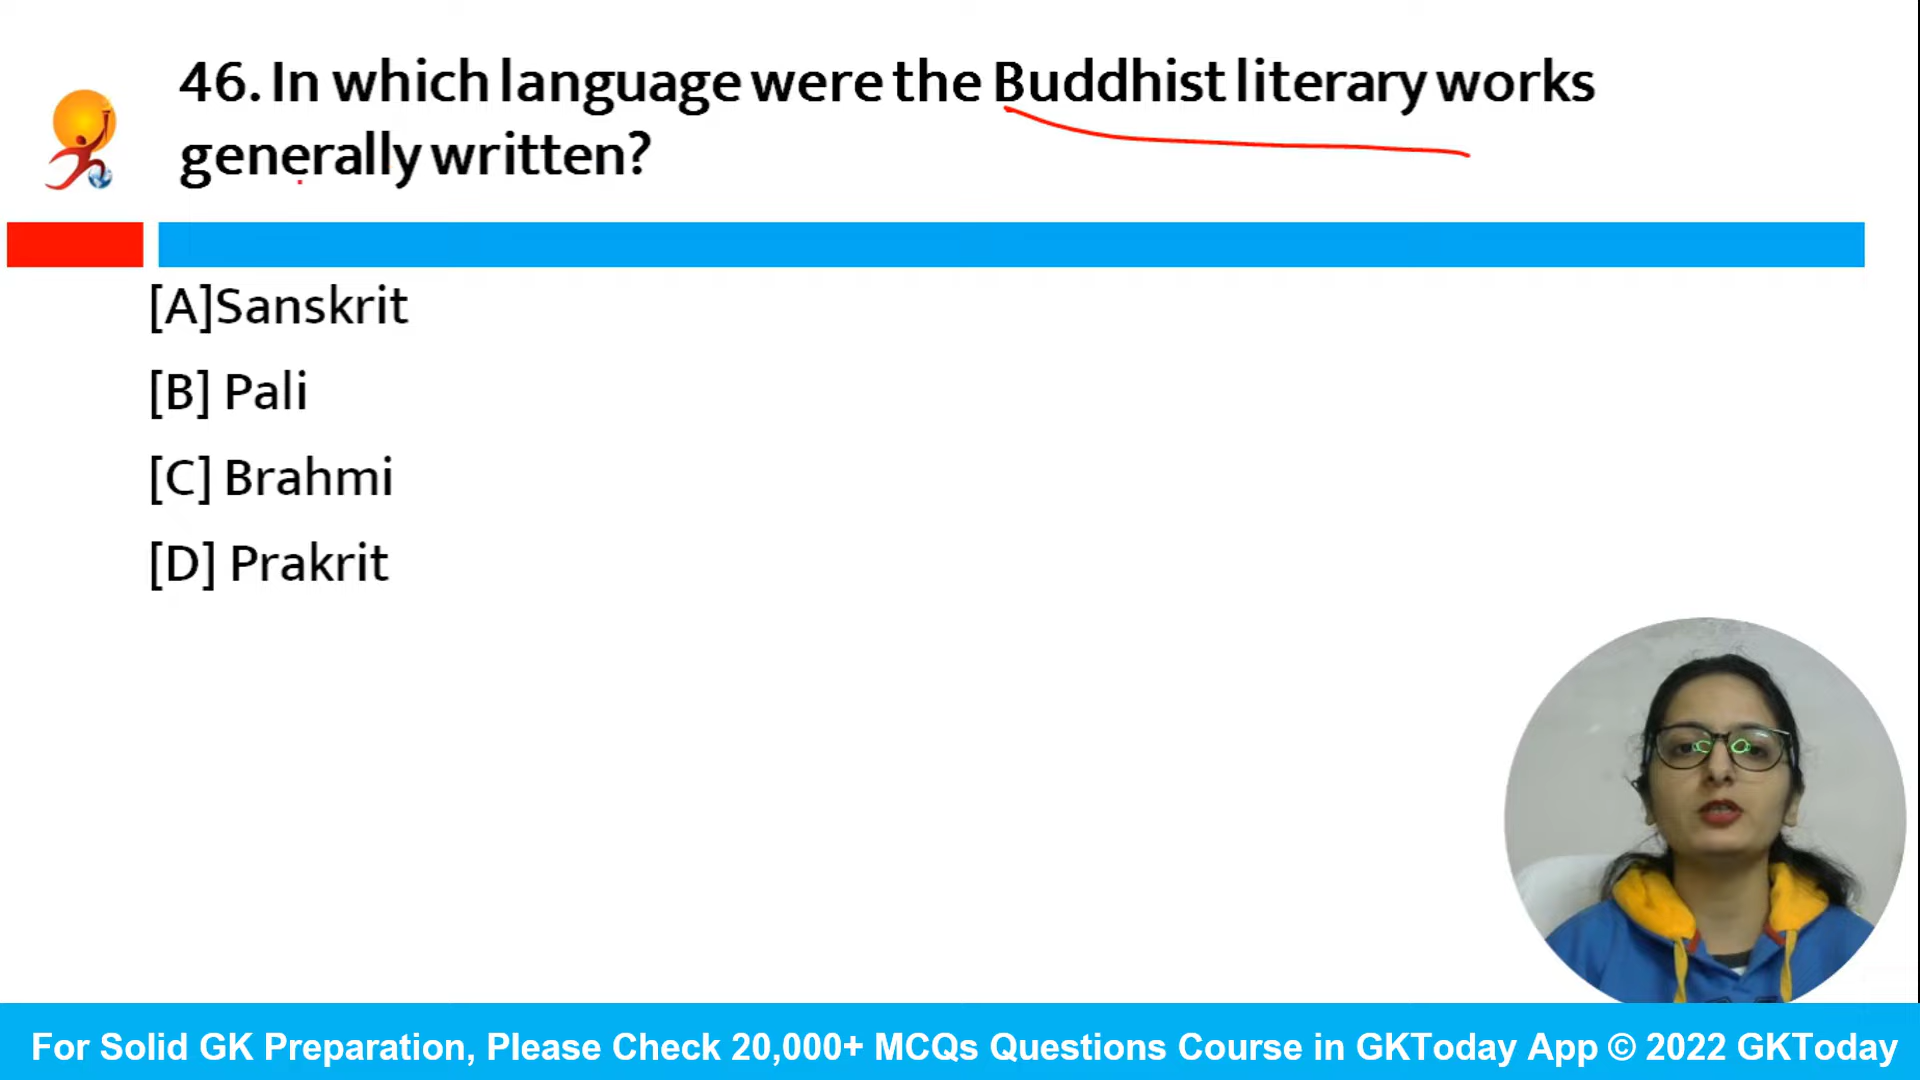 46. In which language were the Buddhist literary works
generally written?
[A]Sanskrit
[B] Pali
[C] Brahmi
[D] Prakrit
For Solid GK Preparation, Please Check 20,000+ MCQs Questions Course in GKToday App © 2022 GKToday